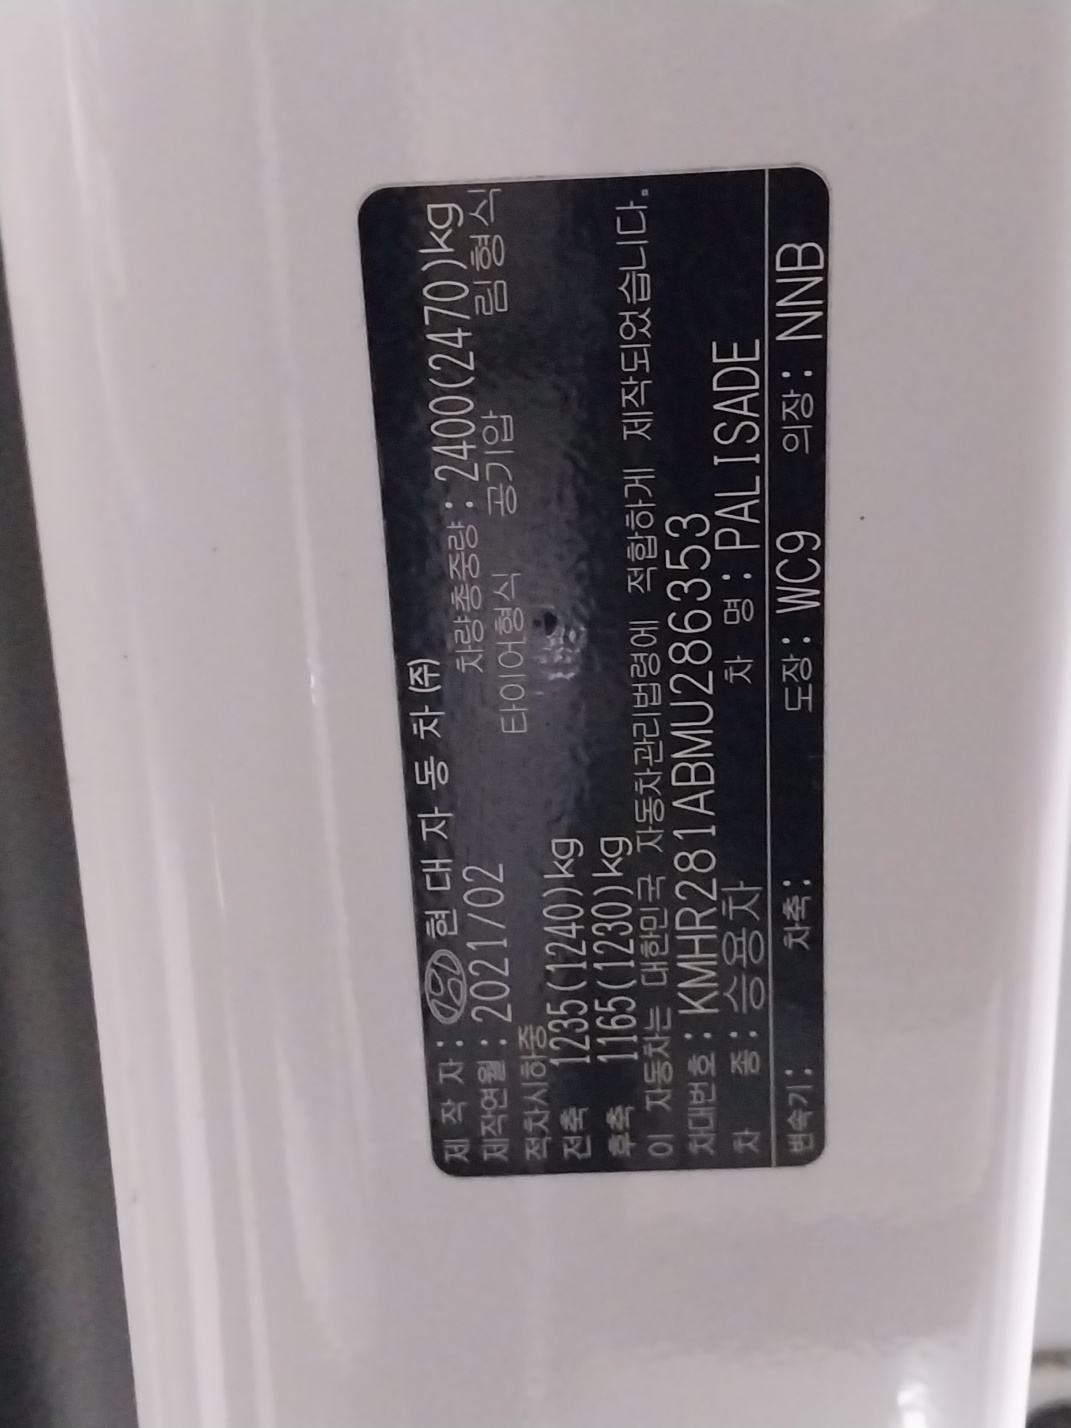 제 작 자 : 현 대 자 동 차 (주)
제작연월 : 2021/02 차량총중량 : 2400(2470)kg
적차시하중 타이어형식 공기압 림형식
전축 1235(1240)kg
후축 1165(1230)kg
이 자동차는 대한민국 자동차관리법령에 적합하게 제작되었습니다.
차대번호 : KMHR281ABMU286353
차 종 : 승용차 차 명 : PALISADE
변속기: 차축: 도장: WC9 의장: NNB